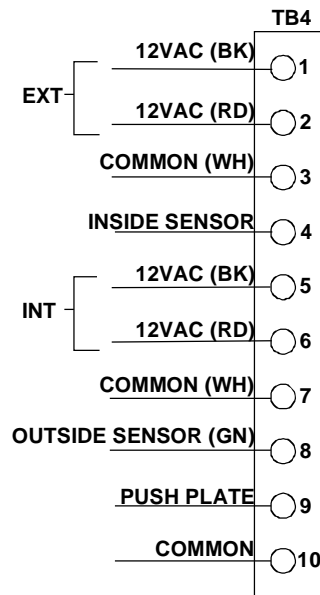 TB4
12VAC (BK) 1
EXT
12VAC (RD) 2
COMMON (WH) 3
INSIDE SENSOR 4
12VAC (BK) 5
INT
12VAC (RD) 6
COMMON (WH) 7
OUTSIDE SENSOR (GN) 8
PUSH PLATE 9
COMMON 10